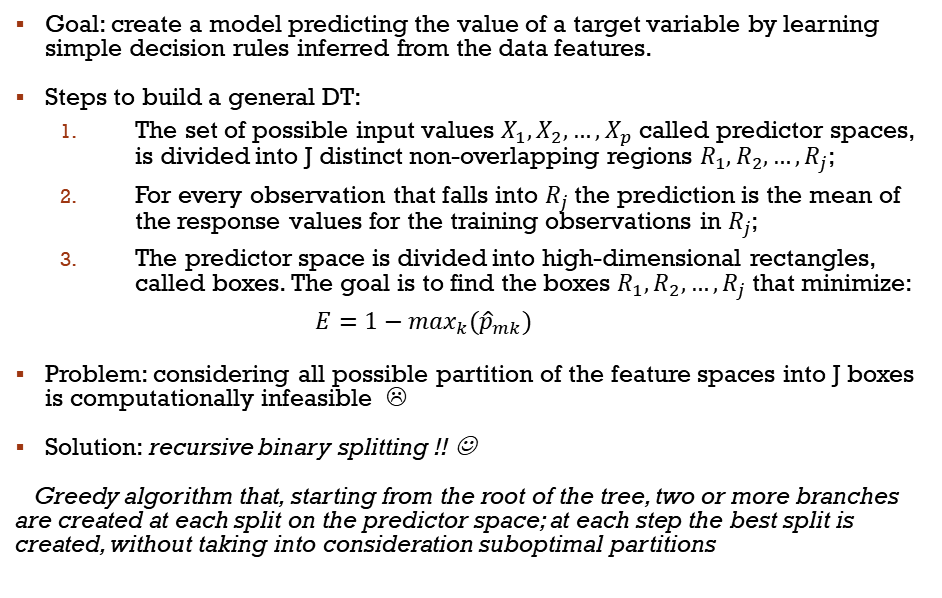 ▪ Goal: create a model predicting the value of a target variable by learning
simple decision rules inferred from the data features.
▪ Steps to build a general DT:
1. The set of possible input values X₁, X₂, … , Xₚ called predictor spaces,
is divided into J distinct non-overlapping regions R₁, R₂, … , Rⱼ;
2. For every observation that falls into Rⱼ the prediction is the mean of
the response values for the training observations in Rⱼ;
3. The predictor space is divided into high-dimensional rectangles,
called boxes. The goal is to find the boxes R₁, R₂, … , Rⱼ that minimize:
E = 1 − maxₖ(p̂ₘₖ)
▪ Problem: considering all possible partition of the feature spaces into J boxes
is computationally infeasible ☹
▪ Solution: recursive binary splitting !! ☺
Greedy algorithm that, starting from the root of the tree, two or more branches
are created at each split on the predictor space; at each step the best split is
created, without taking into consideration suboptimal partitions